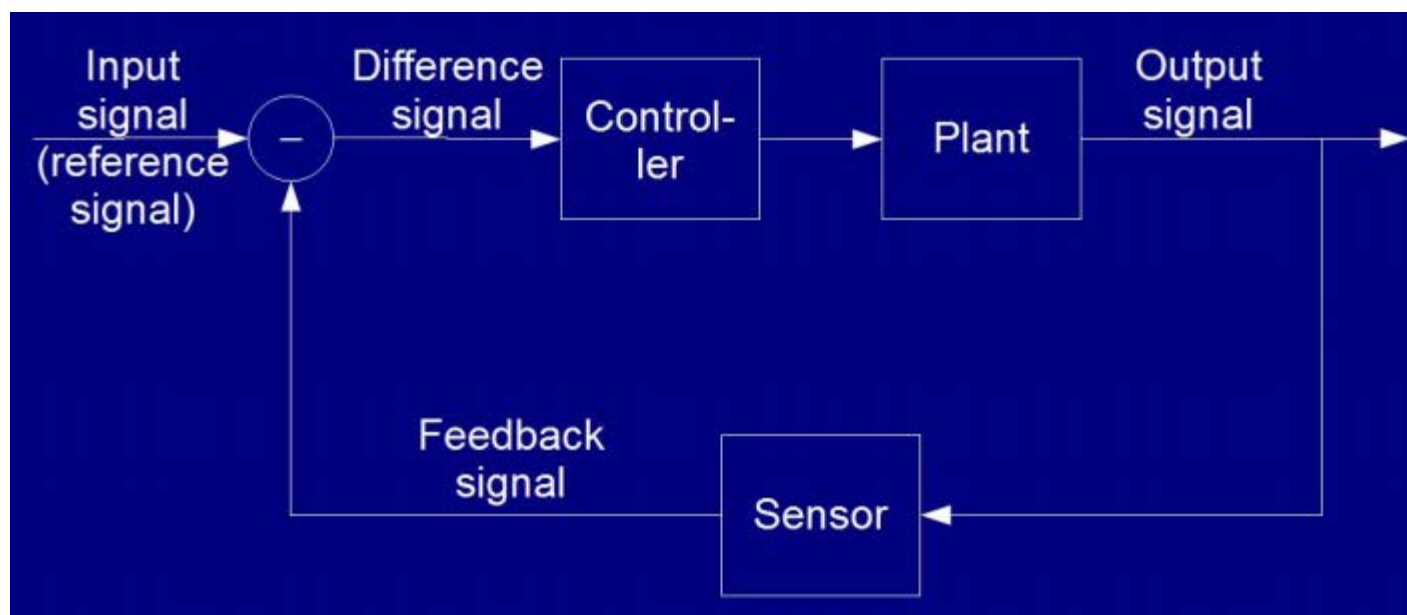 Input
signal
(reference
signal)
–
Difference
signal
Control-
ler
Plant
Output
signal
Feedback
signal
Sensor